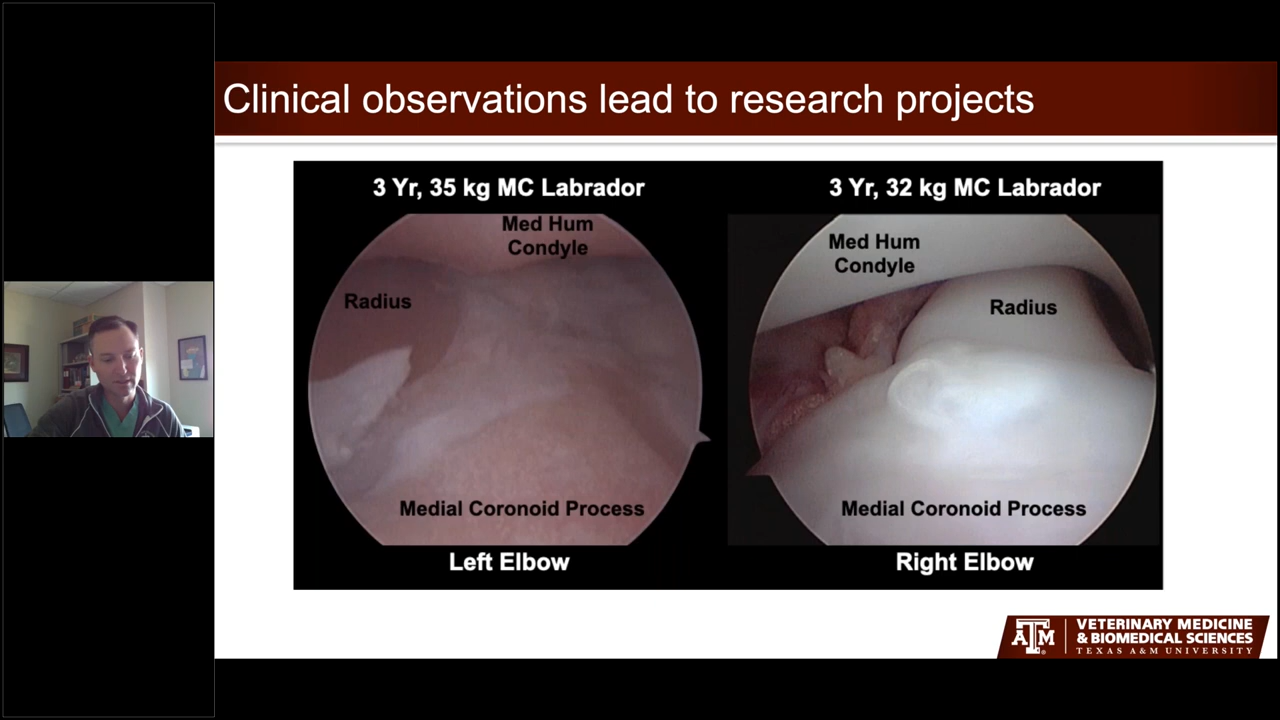 Clinical observations lead to research projects
3 Yr, 35 kg MC Labrador
Med Hum
Condyle
Radius
Medial Coronoid Process
Left Elbow
3 Yr, 32 kg MC Labrador
Med Hum
Condyle
Radius
Medial Coronoid Process
Right Elbow
ATM
VETERINARY MEDICINE
& BIOMEDICAL SCIENCES
TEXAS A&M UNIVERSITY